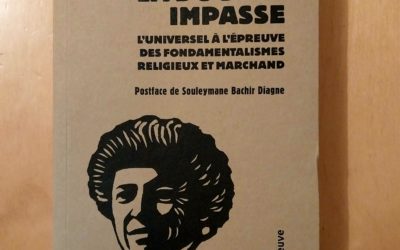 IMPASSE
L'UNIVERSEL À L'ÉPREUVE
DES FONDAMENTALISMES
RELIGIEUX ET MARCHAND
Postface de Souleymane Bachir Diagne